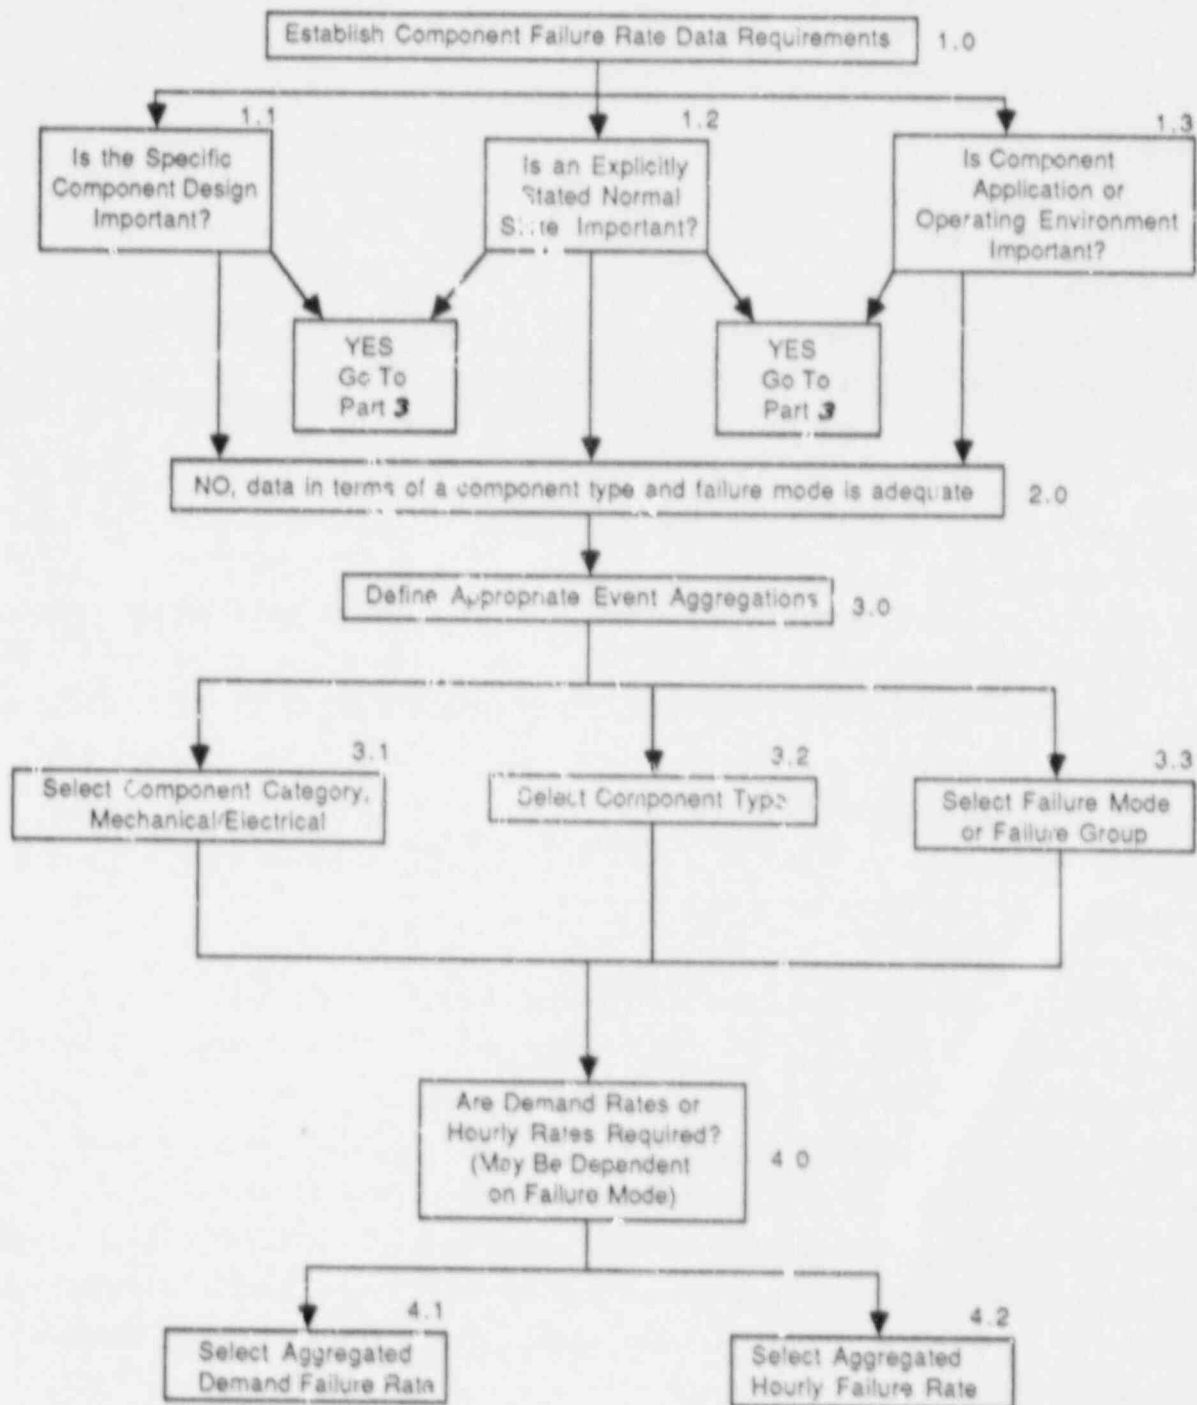 Establish Component Failure Rate Data Requirements 1.0
1.1
Is the Specific
Component Design
Important?
1.2
Is an Explicitly
Stated Normal
State Important?
1.3
Is Component
Application or
Operating Environment
Important?
YES
Go To
Part 3
YES
Go To
Part 3
NO, data in terms of a component type and failure mode is adequate 2.0
Define Appropriate Event Aggregations 3.0
3.1
Select Component Category,
Mechanical/Electrical
3.2
Select Component Type
3.3
Select Failure Mode
or Failure Group
Are Demand Rates or
Hourly Rates Required?
(May Be Dependent
on Failure Mode)
4 0
4.1
Select Aggregated
Demand Failure Rate
4.2
Select Aggregated
Hourly Failure Rate